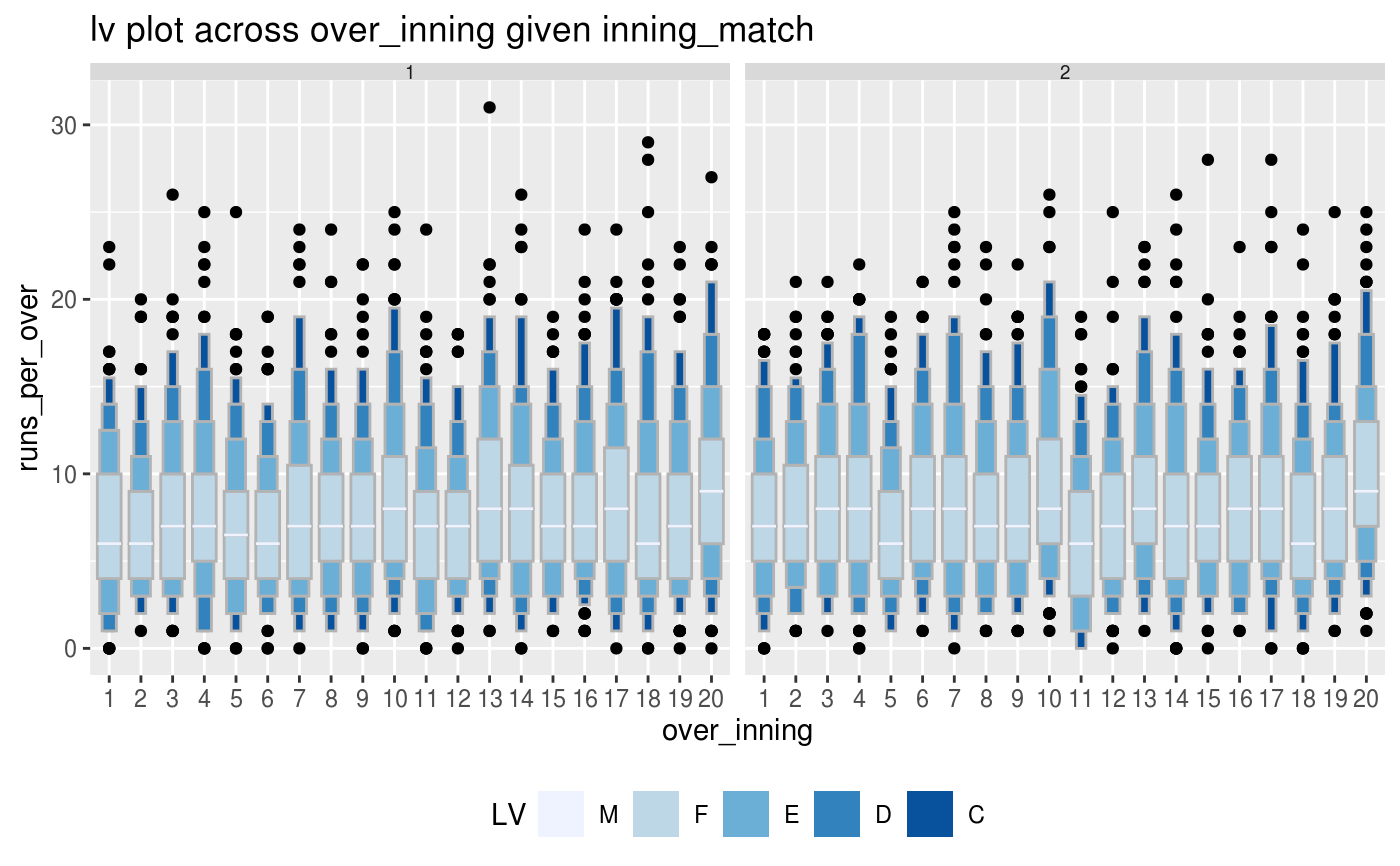 lv plot across over_inning given inning_match
1 2
runs_per_over
30
20
10
0
1 2 3 4 5 6 7 8 9 10 11 12 13 14 15 16 17 18 19 20 1 2 3 4 5 6 7 8 9 10 11 12 13 14 15 16 17 18 19 20
over_inning
LV M F E D C